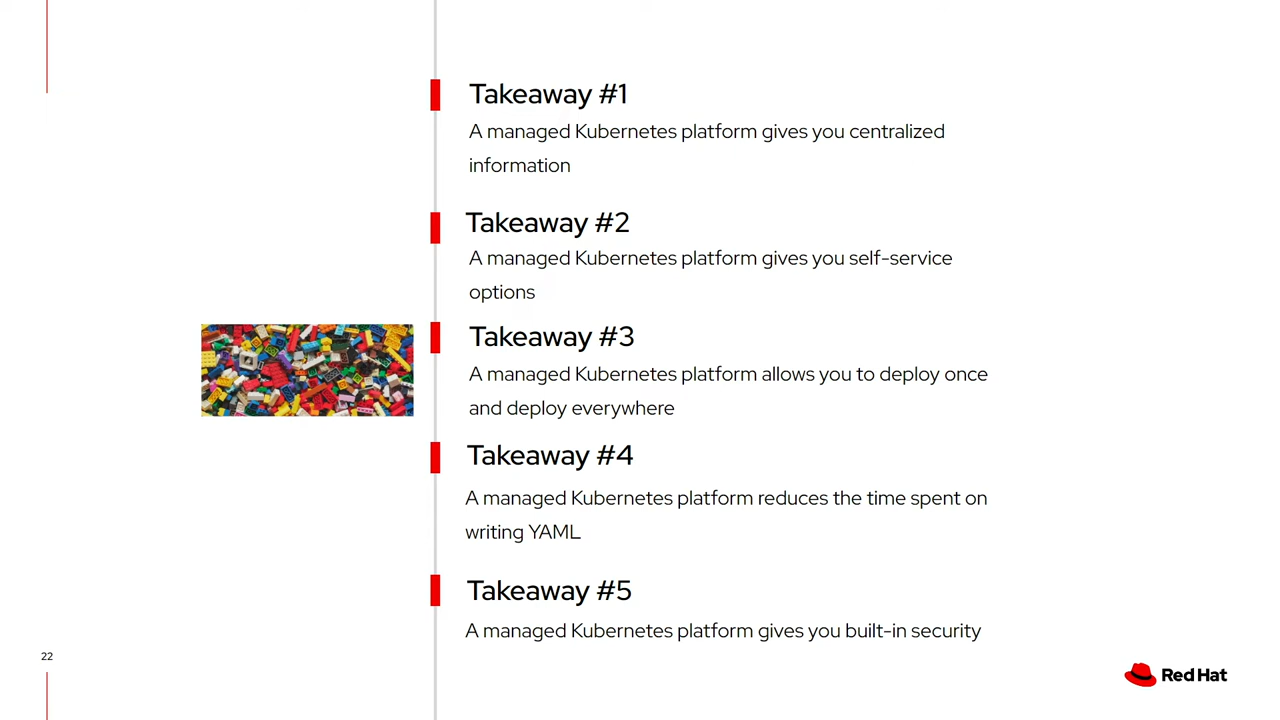 Takeaway #1
A managed Kubernetes platform gives you centralized
information
Takeaway #2
A managed Kubernetes platform gives you self-service
options
Takeaway #3
A managed Kubernetes platform allows you to deploy once
and deploy everywhere
Takeaway #4
A managed Kubernetes platform reduces the time spent on
writing YAML
Takeaway #5
A managed Kubernetes platform gives you built-in security
22
Red Hat